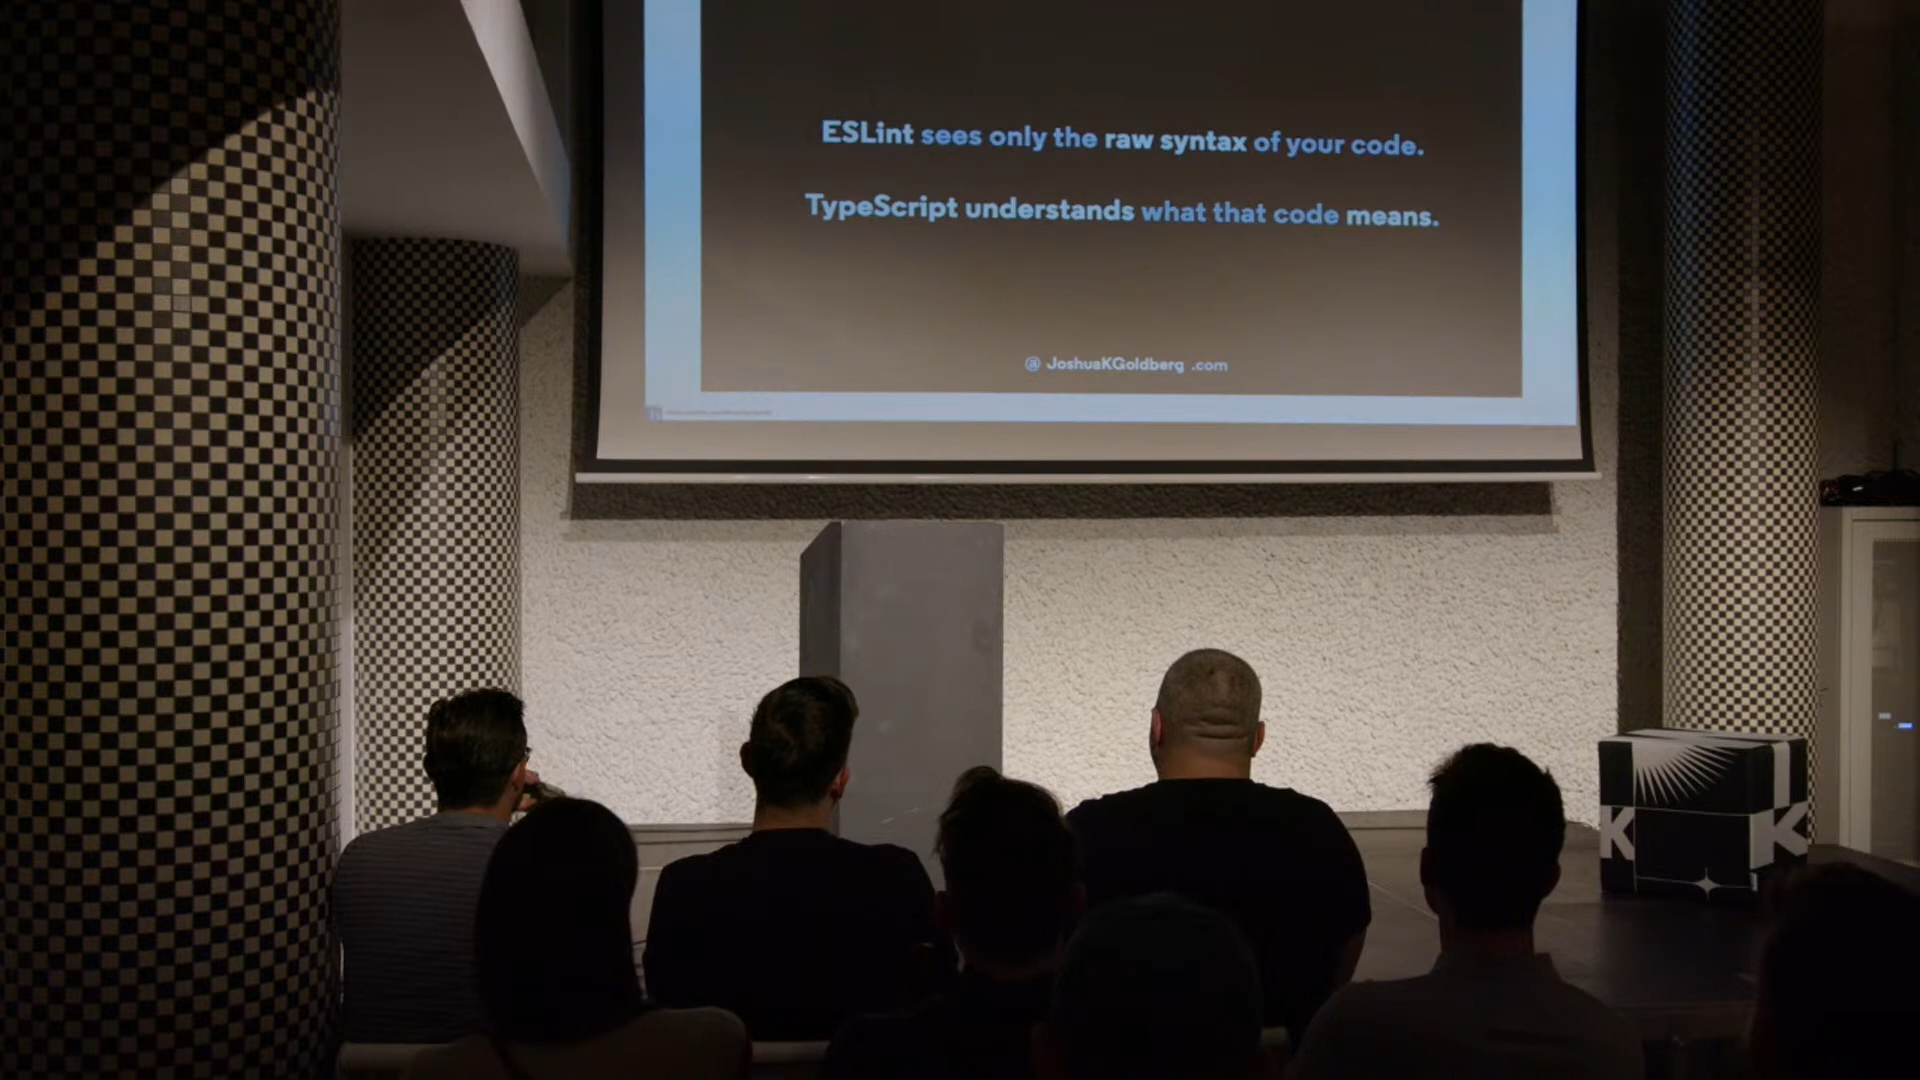 ESLint sees only the raw syntax of your code.
TypeScript understands what that code means.
@ JoshuaKGoldberg .com
K K